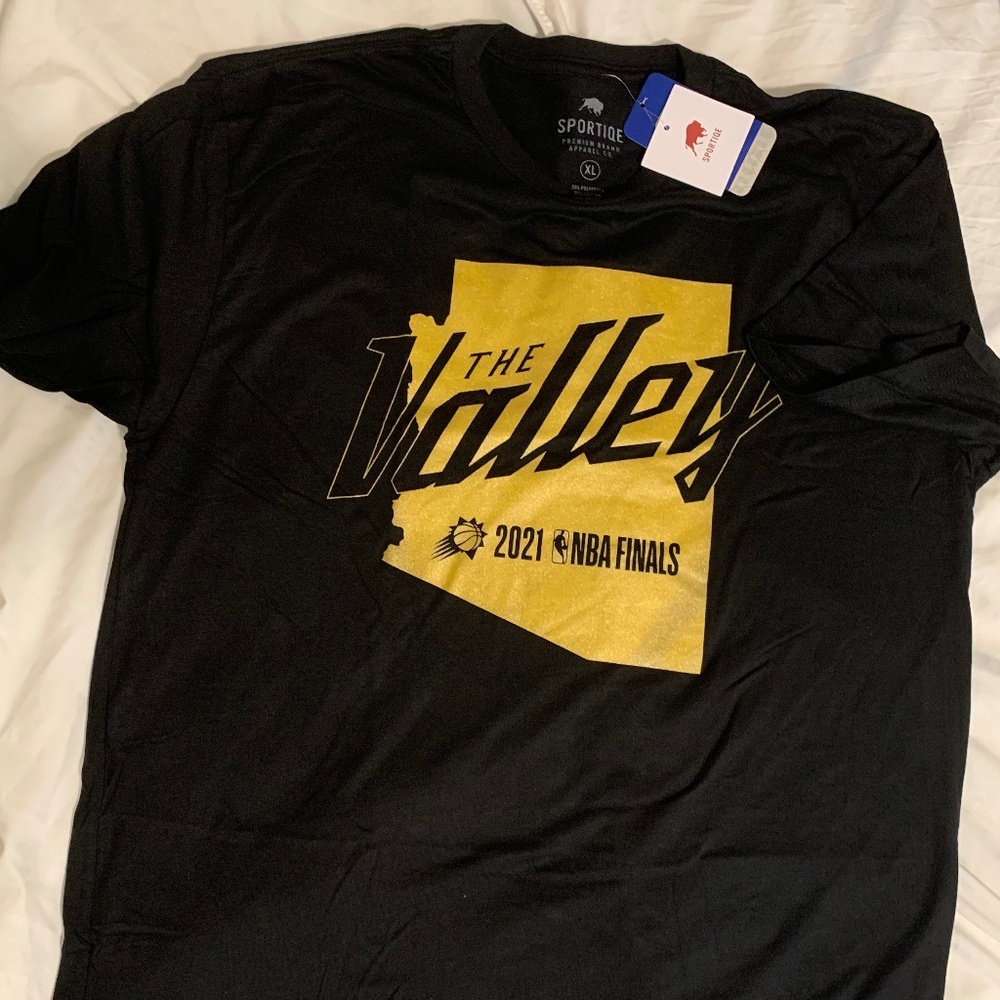 SPORTIQE
PREMIUM BRAND
APPAREL CO
XL
SPORTIQE
THE
Valley
2021 NBA FINALS